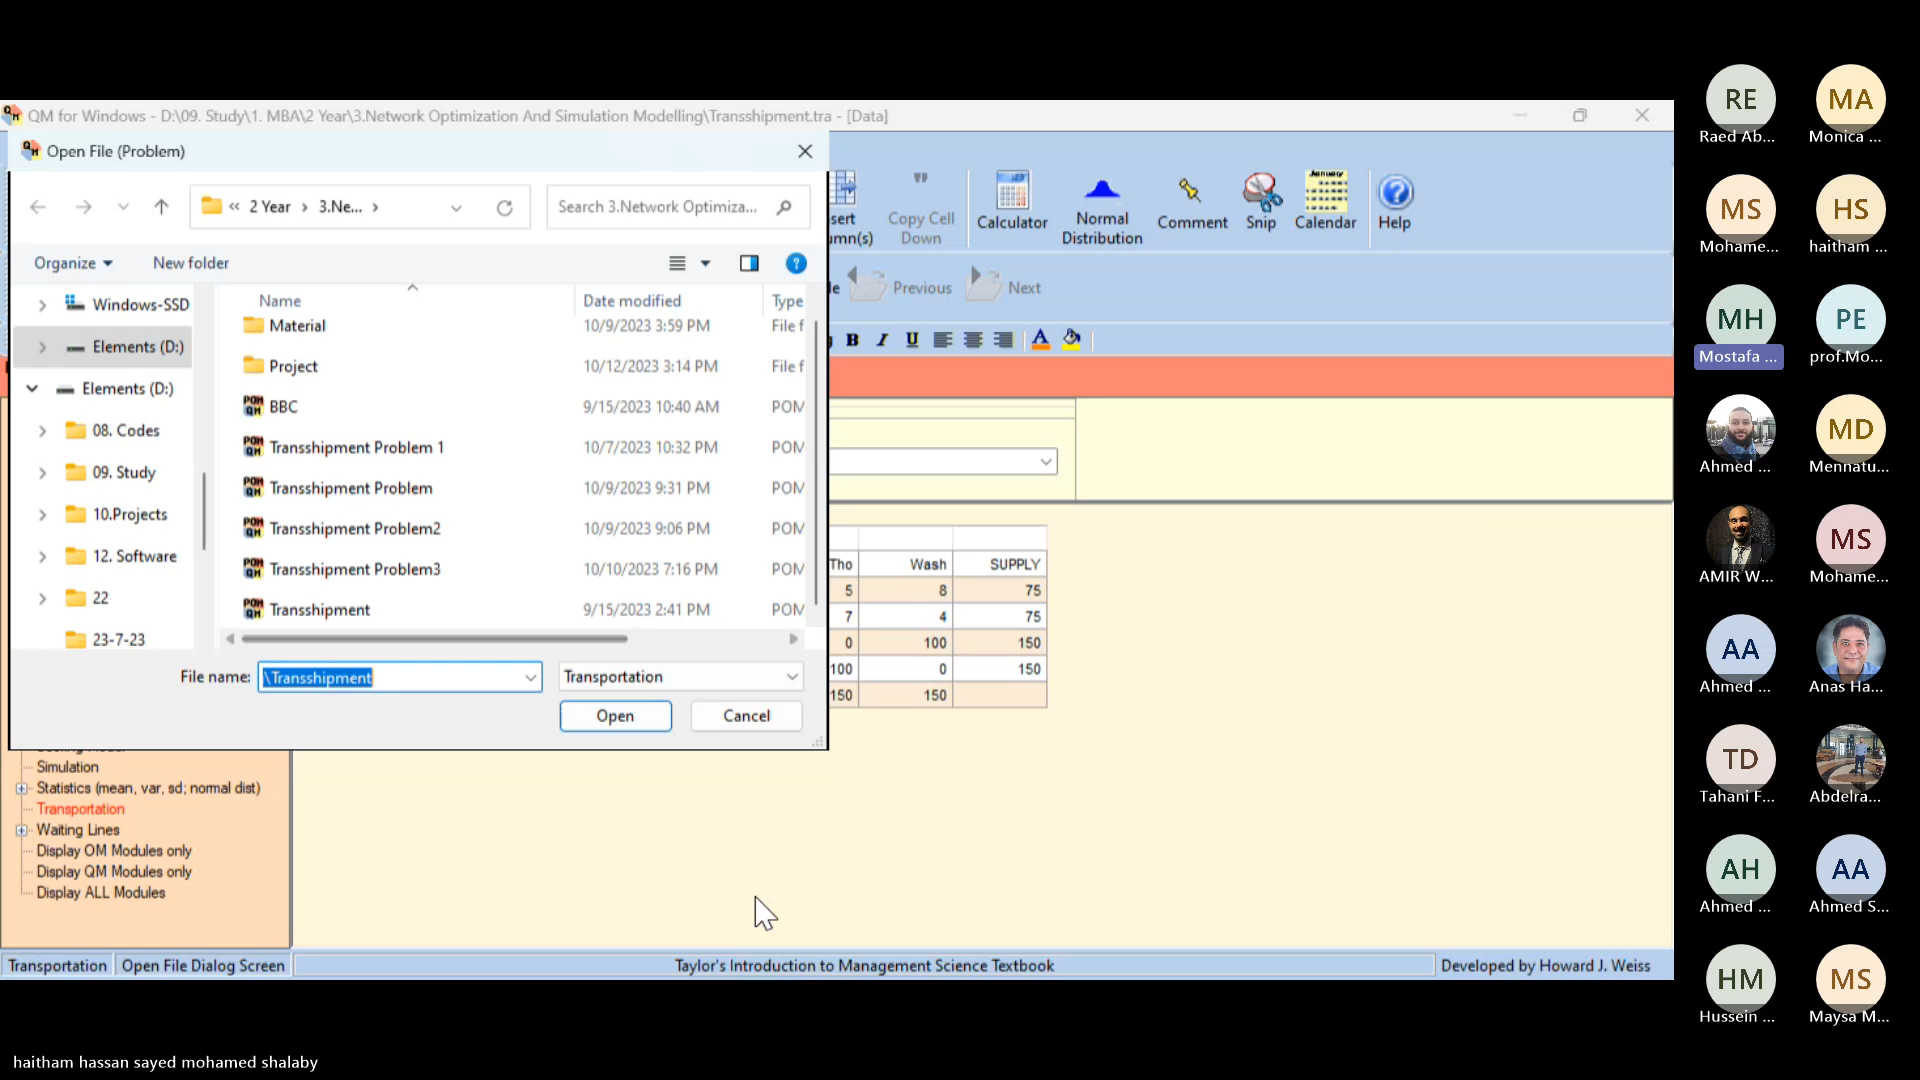 QM for Windows - D:\09. Study\1. MBA\2 Year\3.Network Optimization And Simulation Modelling\Transshipment.tra - [Data]
Open File (Problem)
« 2 Year › 3.Ne... ›
Search 3.Network Optimiza...
Organize
New folder
Name
Date modified
Type
Windows-SSD
Elements (D:)
Elements (D:)
08. Codes
09. Study
10.Projects
12. Software
22
23-7-23
Material 10/9/2023 3:59 PM File f
Project 10/12/2023 3:14 PM File f
BBC 9/15/2023 10:40 AM POM
Transshipment Problem 1 10/7/2023 10:32 PM POM
Transshipment Problem 10/9/2023 9:31 PM POM
Transshipment Problem2 10/9/2023 9:06 PM POM
Transshipment Problem3 10/10/2023 7:16 PM POM
Transshipment 9/15/2023 2:41 PM POM
File name: \Transshipment
Transportation
Open
Cancel
Copy Cell
Down
Calculator
Normal
Distribution
Comment
Snip
January
Calendar
Help
Previous
Next
B I U A
Tho Wash SUPPLY
5 8 75
7 4 75
0 100 150
100 0 150
150 150
Simulation
Statistics (mean, var, sd; normal dist)
Transportation
Waiting Lines
Display OM Modules only
Display QM Modules only
Display ALL Modules
Transportation
Open File Dialog Screen
Taylor's Introduction to Management Science Textbook
Developed by Howard J. Weiss
RE
Raed Ab...
MA
Monica ...
MS
Mohame...
HS
haitham ...
MH
Mostafa ...
PE
prof.Mo...
Ahmed ...
MD
Mennatu...
AMIR W...
MS
Mohame...
AA
Ahmed ...
Anas Ha...
TD
Tahani F...
Abdelra...
AH
Ahmed ...
AA
Ahmed S...
HM
Hussein ...
MS
Maysa M...
haitham hassan sayed mohamed shalaby